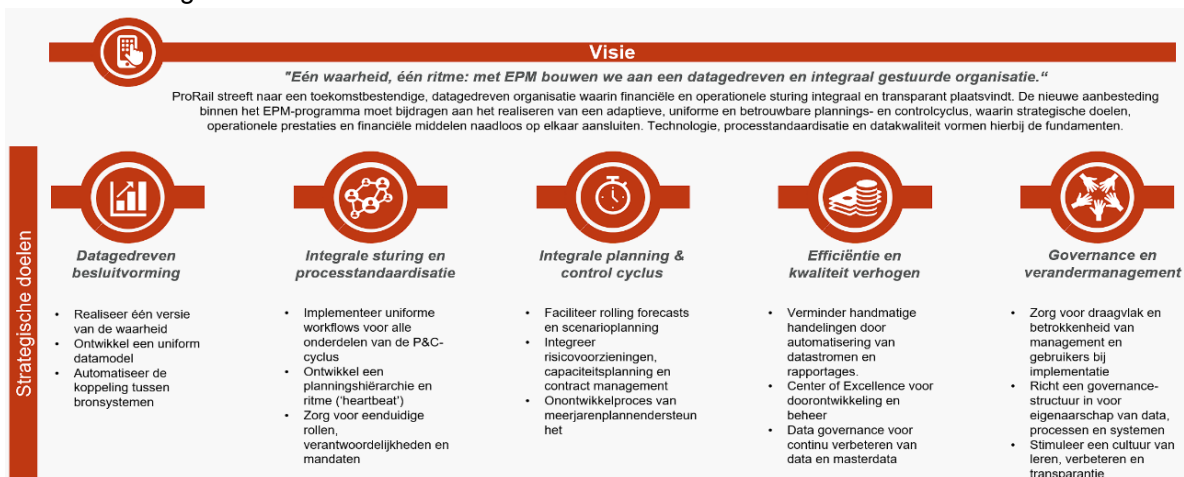 Visie
"Eén waarheid, één ritme: met EPM bouwen we aan een datagedreven en integraal gestuurde organisatie.“
ProRail streeft naar een toekomstbestendige, datagedreven organisatie waarin financiële en operationele sturing integraal en transparant plaatsvindt. De nieuwe aanbesteding
binnen het EPM-programma moet bijdragen aan het realiseren van een adaptieve, uniforme en betrouwbare plannings- en controlcyclus, waarin strategische doelen,
operationele prestaties en financiële middelen naadloos op elkaar aansluiten. Technologie, processtandaardisatie en datakwaliteit vormen hierbij de fundamenten.
Strategische doelen
Datagedreven
besluitvorming
• Realiseer één versie
van de waarheid
• Ontwikkel een uniform
datamodel
• Automatiseer de
koppeling tussen
bronsystemen
Integrale sturing en
processtandaardisatie
• Implementeer uniforme
workflows voor alle
onderdelen van de P&C-
cyclus
• Ontwikkel een
planningshiërarchie en
ritme (‘heartbeat’)
• Zorg voor eenduidige
rollen,
verantwoordelijkheden en
mandaten
Integrale planning &
control cyclus
• Faciliteer rolling forecasts
en scenarioplanning
• Integreer
risicovoorzieningen,
capaciteitsplanning en
contract management
• Onontwikkelproces van
meerjarenplannendersteun
het
Efficiëntie en
kwaliteit verhogen
• Verminder handmatige
handelingen door
automatisering van
datastromen en
rapportages.
• Center of Excellence voor
doorontwikkeling en
beheer
• Data governance voor
continu verbeteren van
data en masterdata
Governance en
verandermanagement
• Zorg voor draagvlak en
betrokkenheid van
management en
gebruikers bij
implementatie
• Richt een governance-
structuur in voor
eigenaarschap van data,
processen en systemen
• Stimuleer een cultuur van
leren, verbeteren en
transparantie